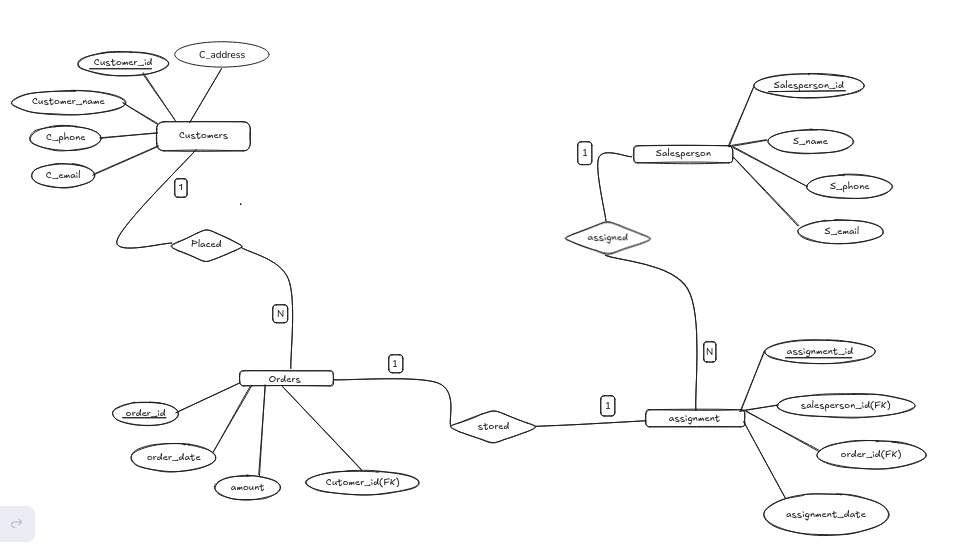 Customer_id
C_address
Customer_name
C_phone
C_email
Customers
1
Placed
N
Salesperson_id
S_name
S_phone
S_email
Salesperson
1
assigned
N
Orders
order_id
order_date
amount
Cutomer_id(FK)
1
stored
1
assignment
assignment_id
salesperson_id(FK)
order_id(FK)
assignment_date